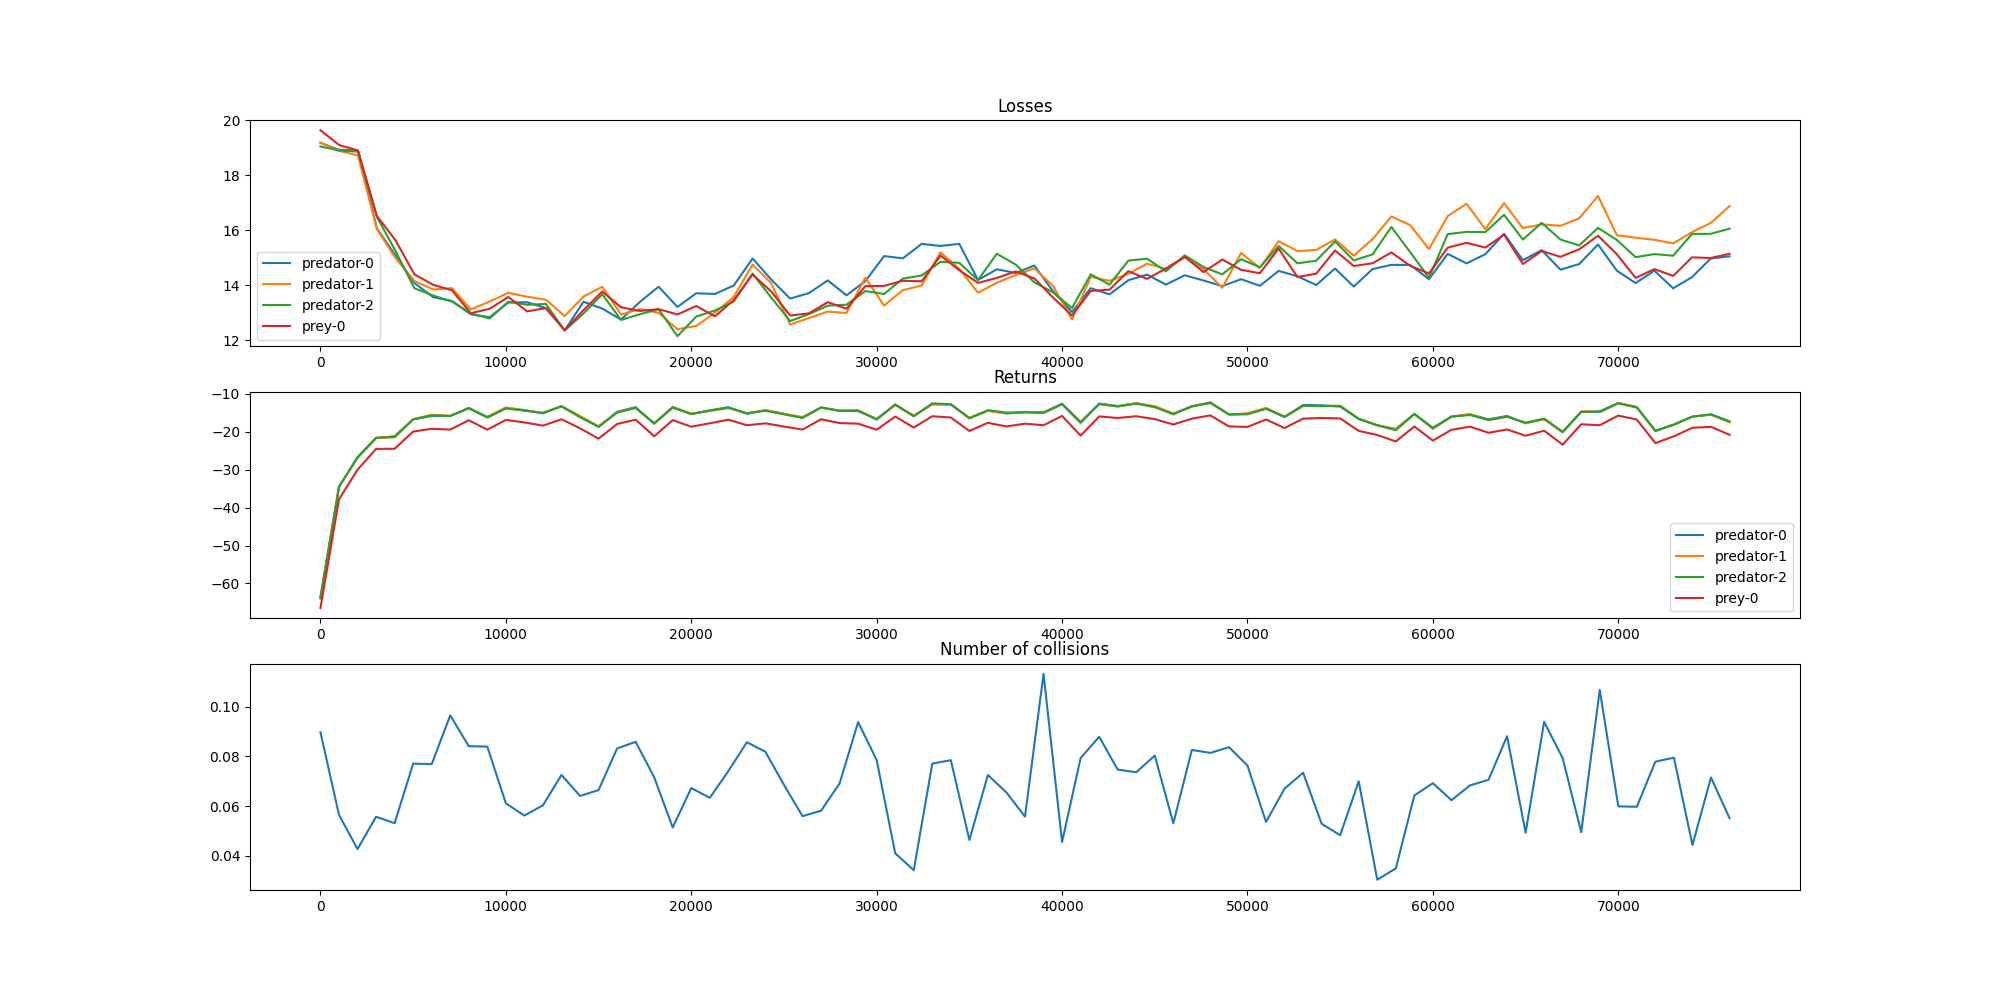 Losses
20
18
16
14
12
predator-0
predator-1
predator-2
prey-0
0 10000 20000 30000 40000 50000 60000 70000
Returns
−10
−20
−30
−40
−50
−60
predator-0
predator-1
predator-2
prey-0
0 10000 20000 30000 40000 50000 60000 70000
Number of collisions
0.10
0.08
0.06
0.04
0 10000 20000 30000 40000 50000 60000 70000